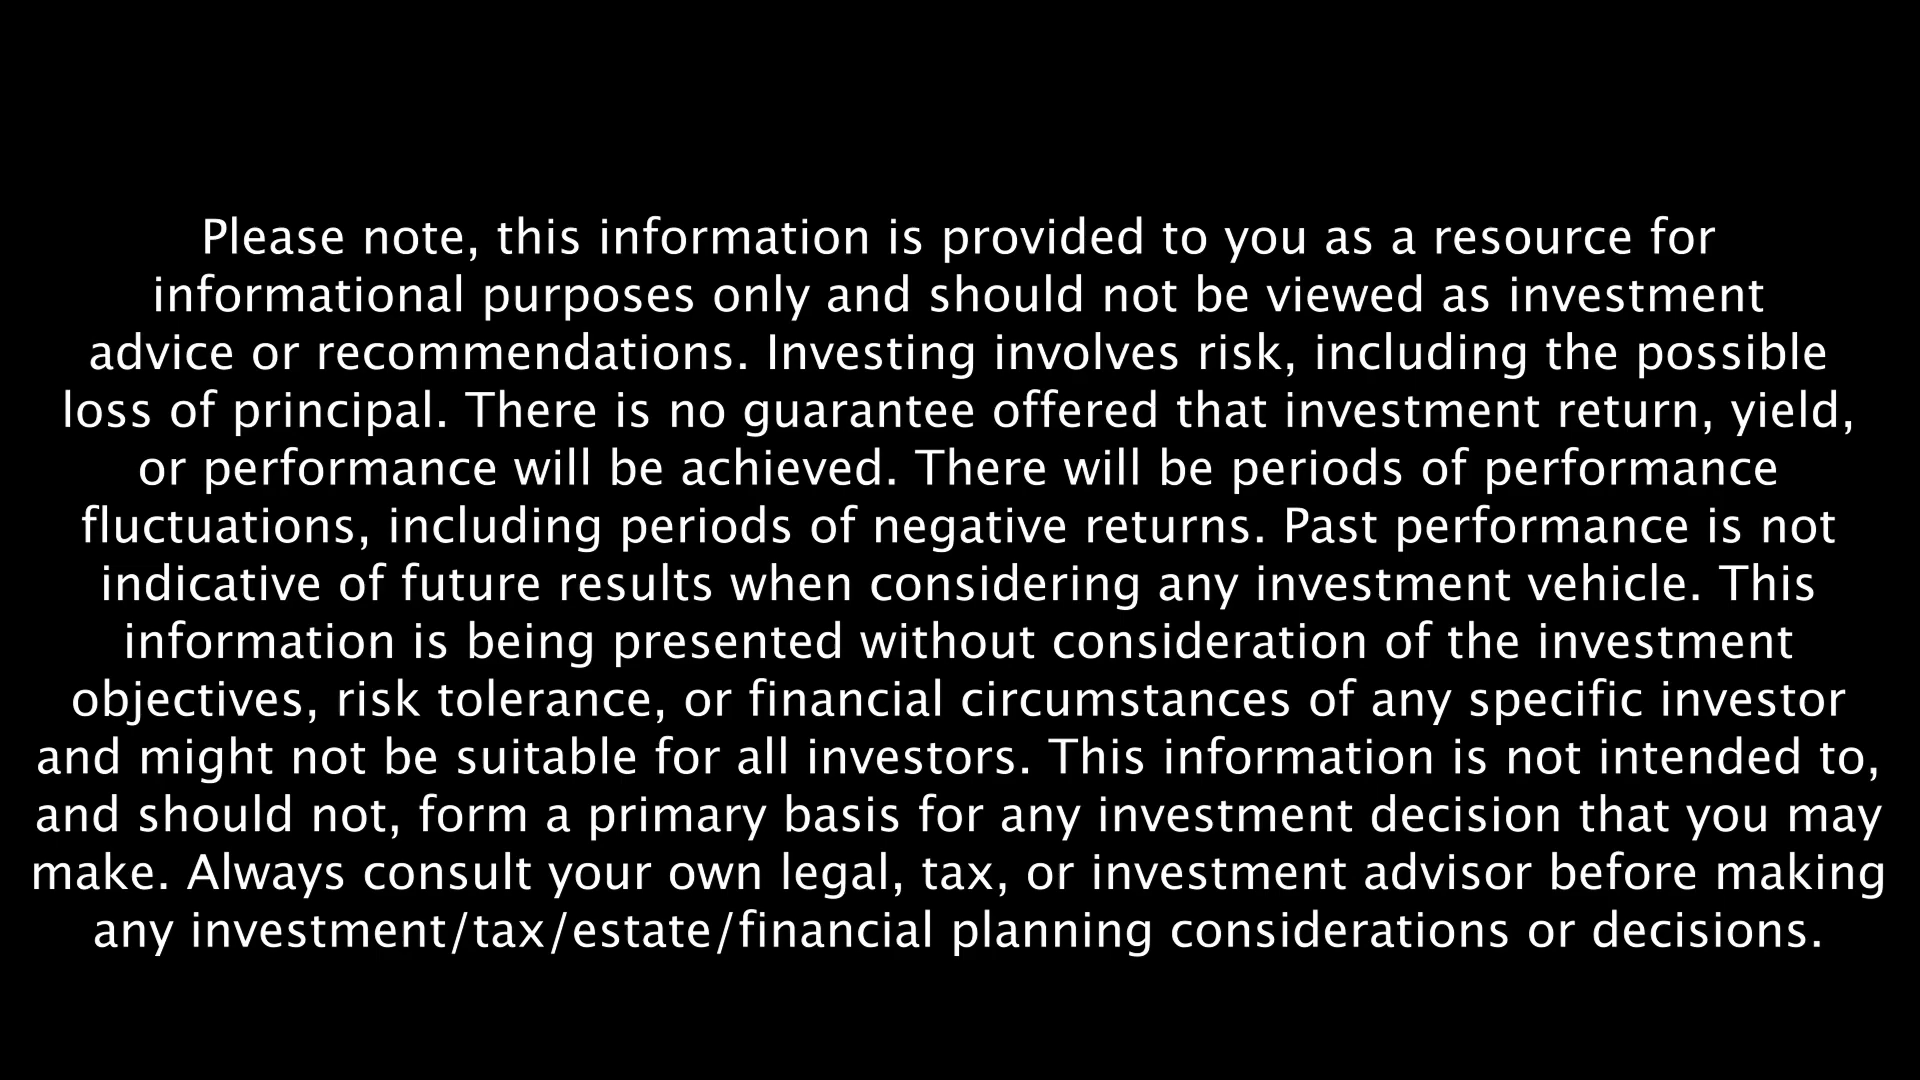 Please note, this information is provided to you as a resource for
informational purposes only and should not be viewed as investment
advice or recommendations. Investing involves risk, including the possible
loss of principal. There is no guarantee offered that investment return, yield,
or performance will be achieved. There will be periods of performance
fluctuations, including periods of negative returns. Past performance is not
indicative of future results when considering any investment vehicle. This
information is being presented without consideration of the investment
objectives, risk tolerance, or financial circumstances of any specific investor
and might not be suitable for all investors. This information is not intended to,
and should not, form a primary basis for any investment decision that you may
make. Always consult your own legal, tax, or investment advisor before making
any investment/tax/estate/financial planning considerations or decisions.